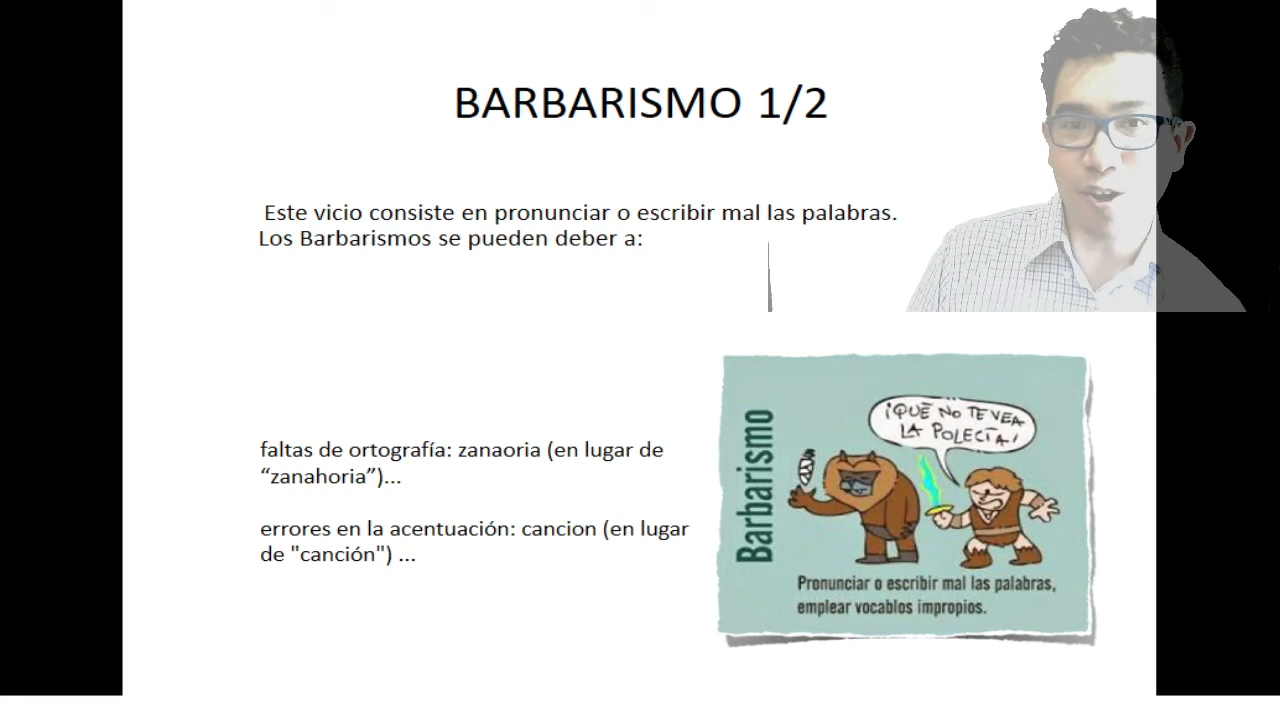 BARBARISMO 1/2
Este vicio consiste en pronunciar o escribir mal las palabras.
Los Barbarismos se pueden deber a:
faltas de ortografía: zanaoria (en lugar de
“zanahoria”)...
errores en la acentuación: cancion (en lugar
de "canción") ...
Barbarismo
¡QUÉ NO TE VEA
LA POLECÍA!
Pronunciar o escribir mal las palabras,
emplear vocablos impropios.